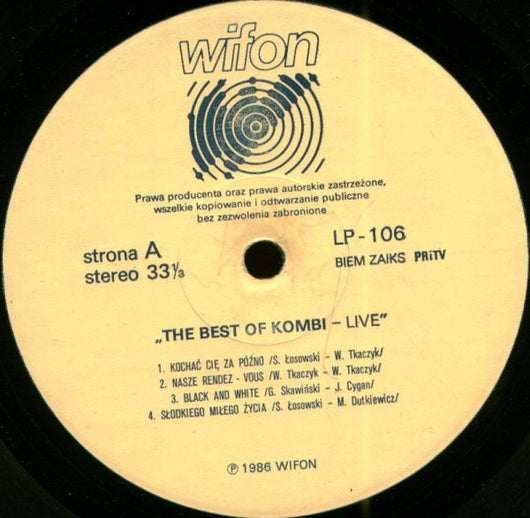 wifon
Prawa producenta oraz prawa autorskie zastrzeżone,
wszelkie kopiowanie i odtwarzanie publiczne
bez zezwolenia zabronione
strona A
stereo 33⅓
LP-106
BIEM ZAIKS PRiTV
„THE BEST OF KOMBI – LIVE”
1. KOCHAĆ CIĘ ZA PÓŹNO /S. Łosowski – W. Tkaczyk/
2. NASZE RENDEZ - VOUS /W. Tkaczyk – W. Tkaczyk/
3. BLACK AND WHITE /G. Skawiński – J. Cygan/
4. SŁODKIEGO MIŁEGO ŻYCIA /S. Łosowski – M. Dutkiewicz/
Ⓟ 1986 WIFON